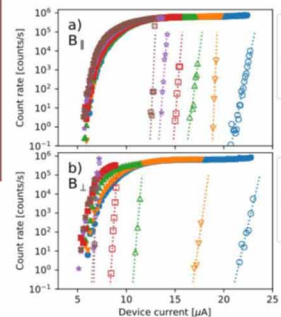 a)
B∥
Count rate [counts/s]
10⁶
10⁵
10⁴
10³
10²
10¹
10⁰
10⁻¹
b)
B⊥
Count rate [counts/s]
10⁶
10⁵
10⁴
10³
10²
10¹
10⁰
10⁻¹
5 10 15 20 25
Device current [μA]